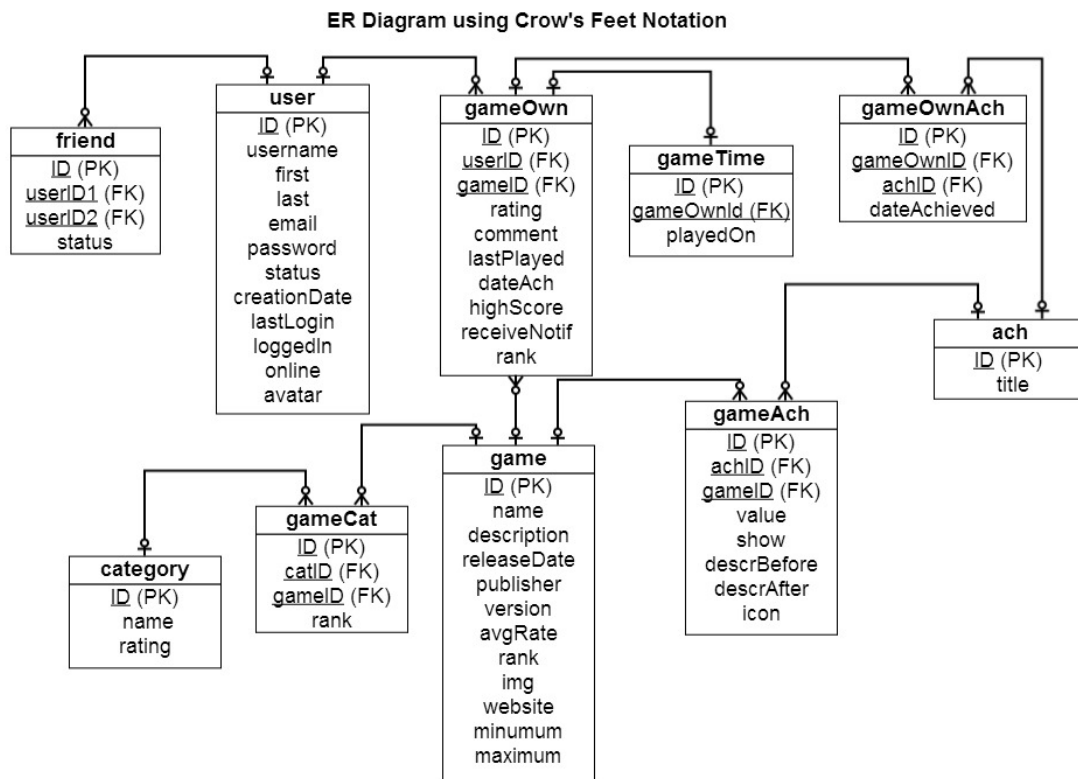 ER Diagram using Crow's Feet Notation
friend
ID (PK)
userID1 (FK)
userID2 (FK)
status
user
ID (PK)
username
first
last
email
password
status
creationDate
lastLogin
loggedIn
online
avatar
gameOwn
ID (PK)
userID (FK)
gameID (FK)
rating
comment
lastPlayed
dateAch
highScore
receiveNotif
rank
gameTime
ID (PK)
gameOwnId (FK)
playedOn
gameOwnAch
ID (PK)
gameOwnID (FK)
achID (FK)
dateAchieved
ach
ID (PK)
title
gameAch
ID (PK)
achID (FK)
gameID (FK)
value
show
descrBefore
descrAfter
icon
game
ID (PK)
name
description
releaseDate
publisher
version
avgRate
rank
img
website
minumum
maximum
gameCat
ID (PK)
catID (FK)
gameID (FK)
rank
category
ID (PK)
name
rating